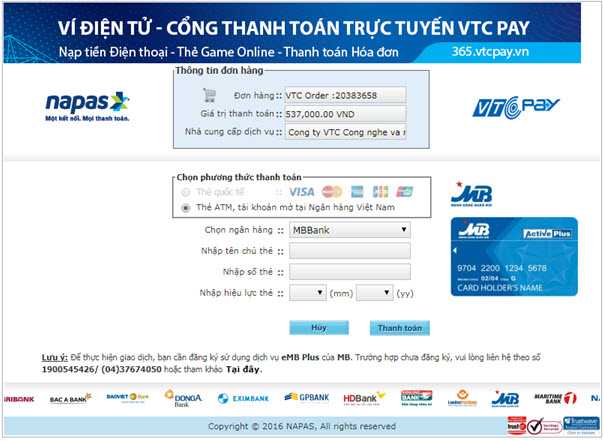 VÍ ĐIỆN TỬ - CỔNG THANH TOÁN TRỰC TUYẾN VTC PAY
Nạp tiền Điện thoại - Thẻ Game Online - Thanh toán Hóa đơn
365.vtcpay.vn
napas
Một kết nối. Mọi thanh toán.
Thông tin đơn hàng
Đơn hàng :: VTC Order :20383658
Giá trị thanh toán :: 537,000.00 VND
Nhà cung cấp dịch vụ :: Cong ty VTC Cong nghe va
VTC PAY
Chọn phương thức thanh toán
Thẻ quốc tế :: VISA
Thẻ ATM, tài khoản mở tại Ngân hàng Việt Nam
Chọn ngân hàng :: MBBank
Nhập tên chủ thẻ ::
Nhập số thẻ ::
Nhập hiệu lực thẻ :: (mm) (yy)
Hủy
Thanh toán
MB
NGÂN HÀNG QUÂN ĐỘI
MB
NGÂN HÀNG QUÂN ĐỘI
Active Plus
9704 2200 1234 5678
Member since 02/04
CARD HOLDER'S NAME
Lưu ý: Để thực hiện giao dịch, bạn cần đăng ký sử dụng dịch vụ eMB Plus của MB. Trường hợp chưa đăng ký, vui lòng liên hệ theo số
1900545426/ (04)37674050 hoặc tham khảo Tại đây.
GRIBANK
BAC A BANK
BAOVIET Bank
DONGA Bank
EXIMBANK
GPBANK
HDBank
MB
MARITIME BANK
Copyright © 2016 NAPAS, All rights reserved
Trustwave